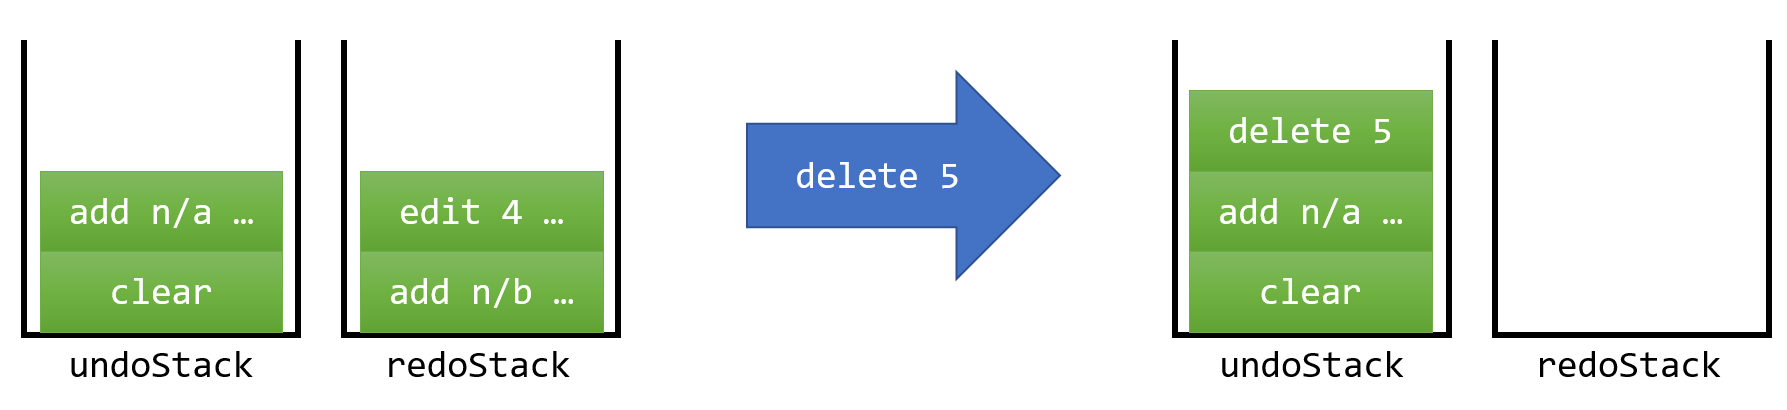 add n/a …
clear
undoStack
edit 4 …
add n/b …
redoStack
delete 5
delete 5
add n/a …
clear
undoStack
redoStack